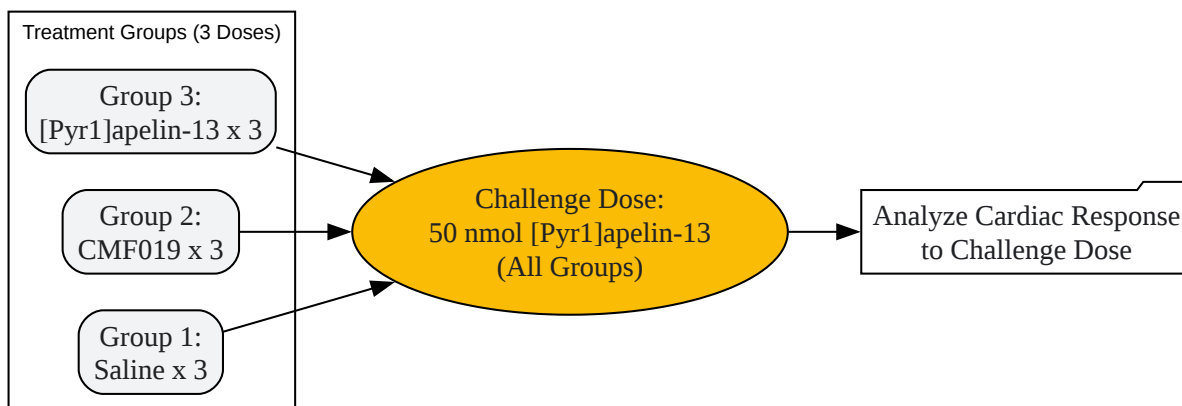 Treatment Groups (3 Doses)
Group 3:
[Pyr1]apelin-13 x 3
Group 2:
CMF019 x 3
Group 1:
Saline x 3
Challenge Dose:
50 nmol [Pyr1]apelin-13
(All Groups)
Analyze Cardiac Response
to Challenge Dose